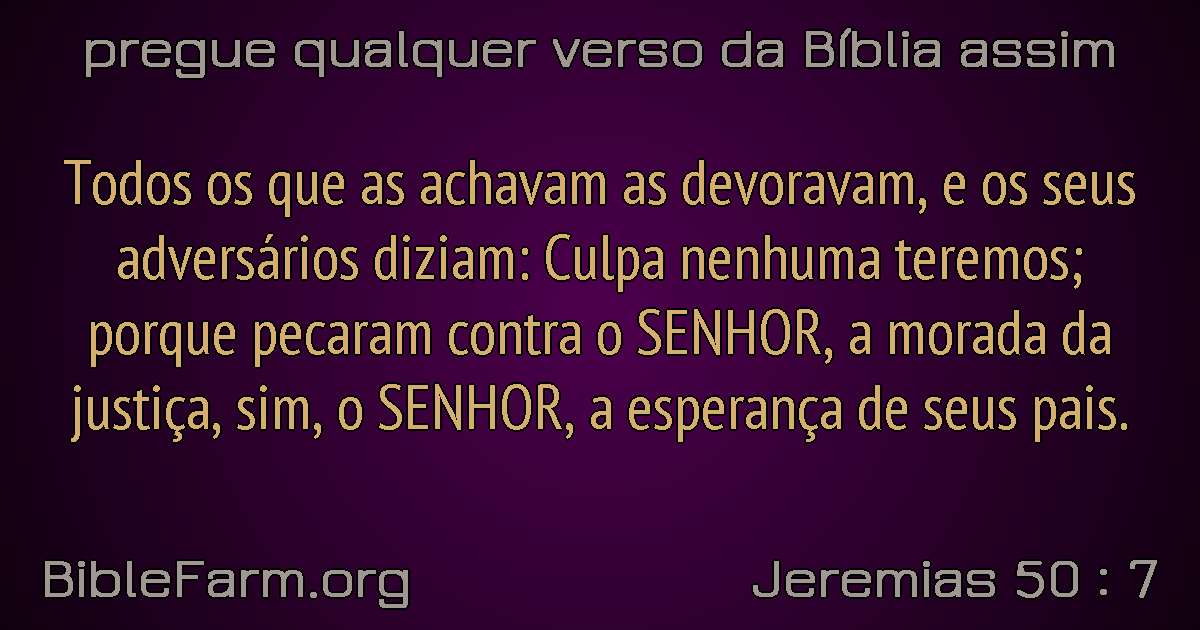 pregue qualquer verso da Bíblia assim
Todos os que as achavam as devoravam, e os seus
adversários diziam: Culpa nenhuma teremos;
porque pecaram contra o SENHOR, a morada da
justiça, sim, o SENHOR, a esperança de seus pais.
BibleFarm.org
Jeremias 50 : 7